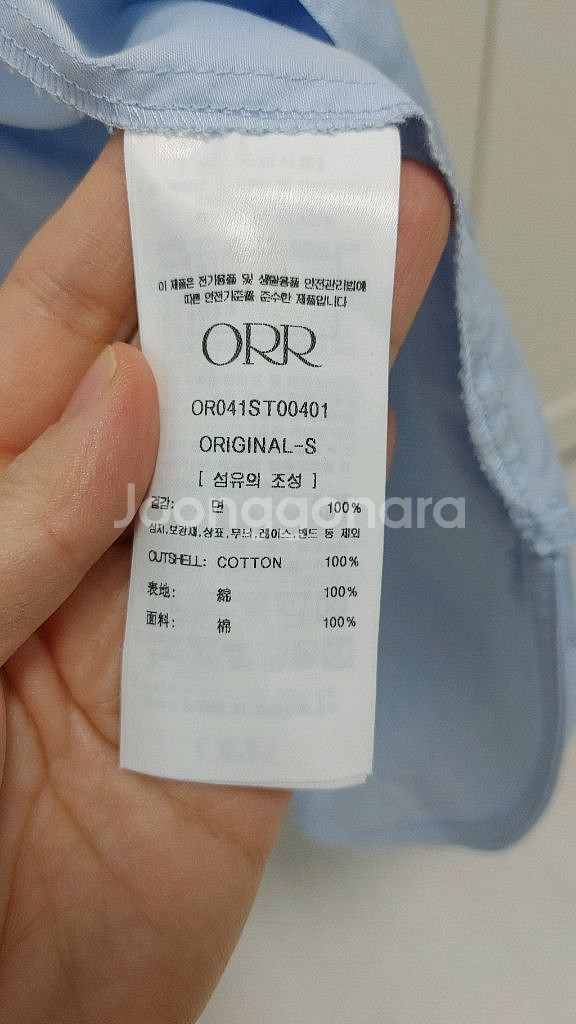 이 제품은 전기용품 및 생활용품 안전관리법에
따른 안전기준을 준수한 제품입니다
ORR
OR041ST00401
ORIGINAL-S
[ 섬유의 조성 ]
겉감: 면 100%
Joonggonara
심지,보강재,상표,무늬,레이스,밴드 등 제외
OUTSHELL: COTTON 100%
表地: 綿 100%
面料: 棉 100%